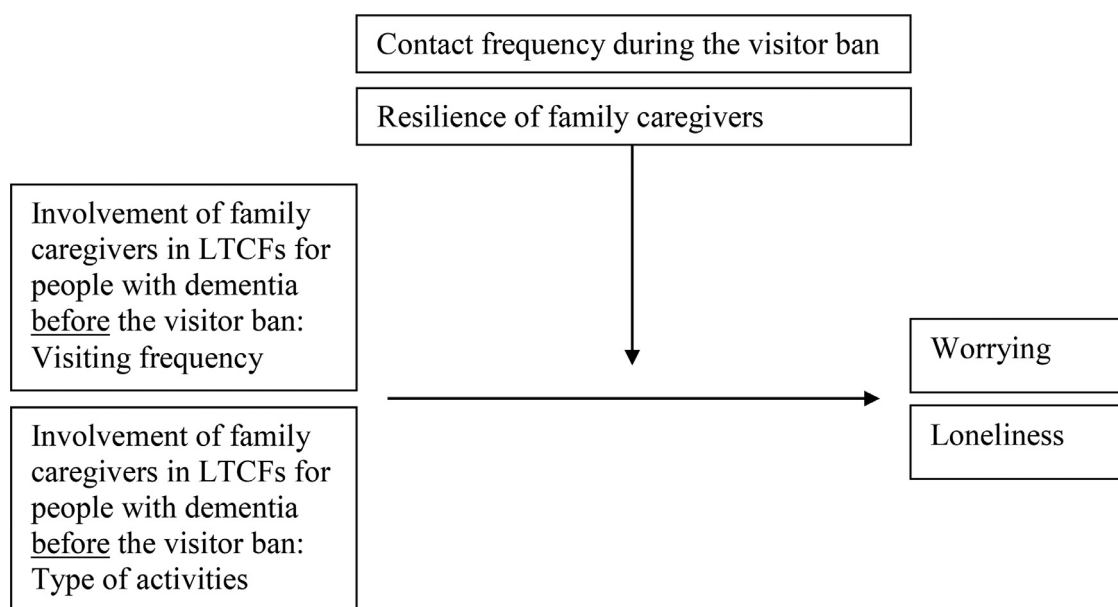 Contact frequency during the visitor ban
Resilience of family caregivers
Involvement of family
caregivers in LTCFs for
people with dementia
before the visitor ban:
Visiting frequency
Involvement of family
caregivers in LTCFs for
people with dementia
before the visitor ban:
Type of activities
Worrying
Loneliness